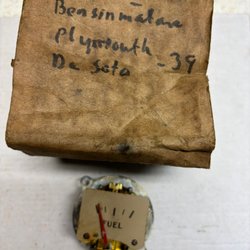 Bensinmätare
Plymouth - 39
De Soto
FUEL